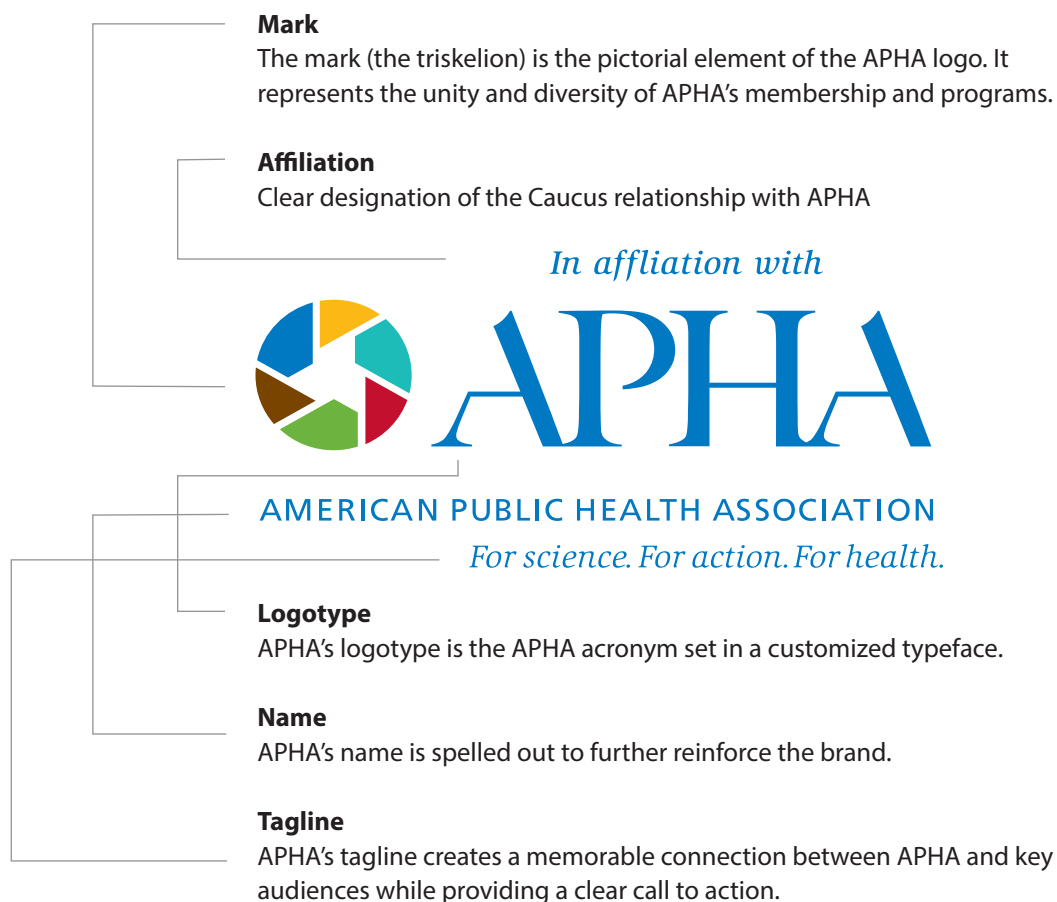 Mark
The mark (the triskelion) is the pictorial element of the APHA logo. It
represents the unity and diversity of APHA’s membership and programs.
Affiliation
Clear designation of the Caucus relationship with APHA
In affliation with
APHA
AMERICAN PUBLIC HEALTH ASSOCIATION
For science. For action. For health.
Logotype
APHA’s logotype is the APHA acronym set in a customized typeface.
Name
APHA’s name is spelled out to further reinforce the brand.
Tagline
APHA’s tagline creates a memorable connection between APHA and key
audiences while providing a clear call to action.